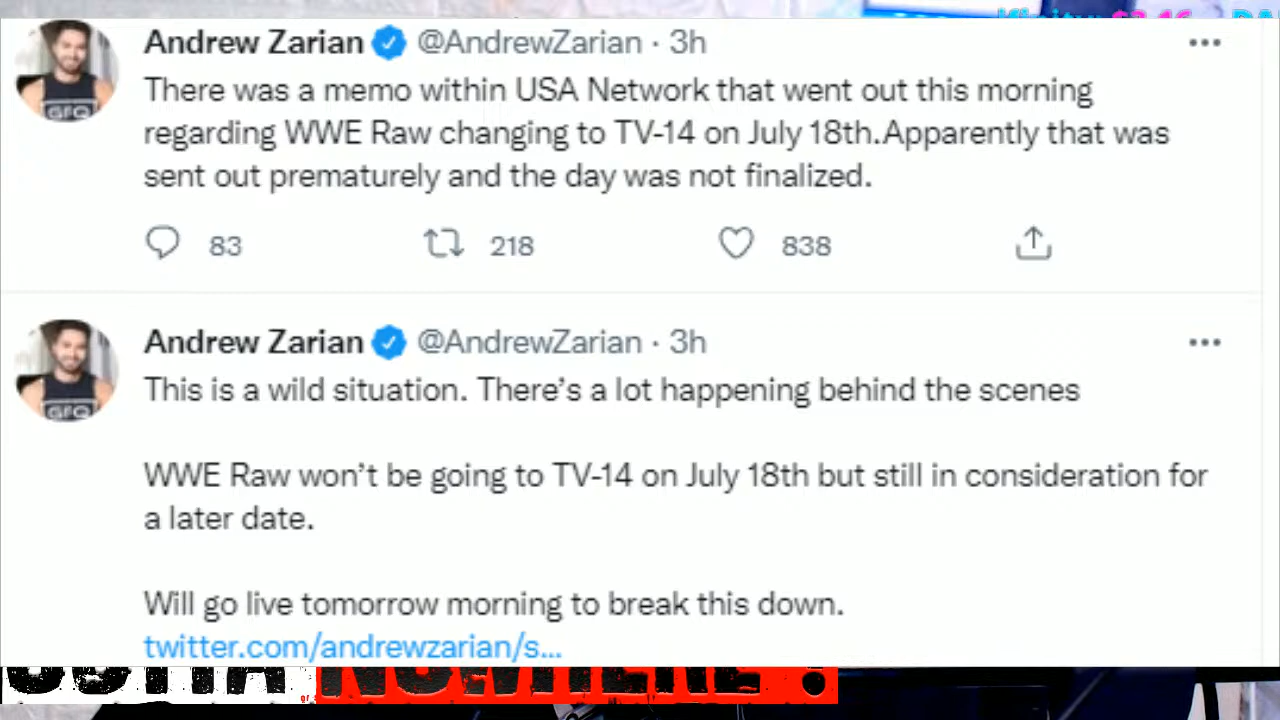 Andrew Zarian @AndrewZarian · 3h
There was a memo within USA Network that went out this morning
regarding WWE Raw changing to TV-14 on July 18th.Apparently that was
sent out prematurely and the day was not finalized.
83 218 838
GFQ
Andrew Zarian @AndrewZarian · 3h
This is a wild situation. There's a lot happening behind the scenes
WWE Raw won't be going to TV-14 on July 18th but still in consideration for
a later date.
Will go live tomorrow morning to break this down.
twitter.com/andrewzarian/s...
GFQ
OUTTA NOWHERE !